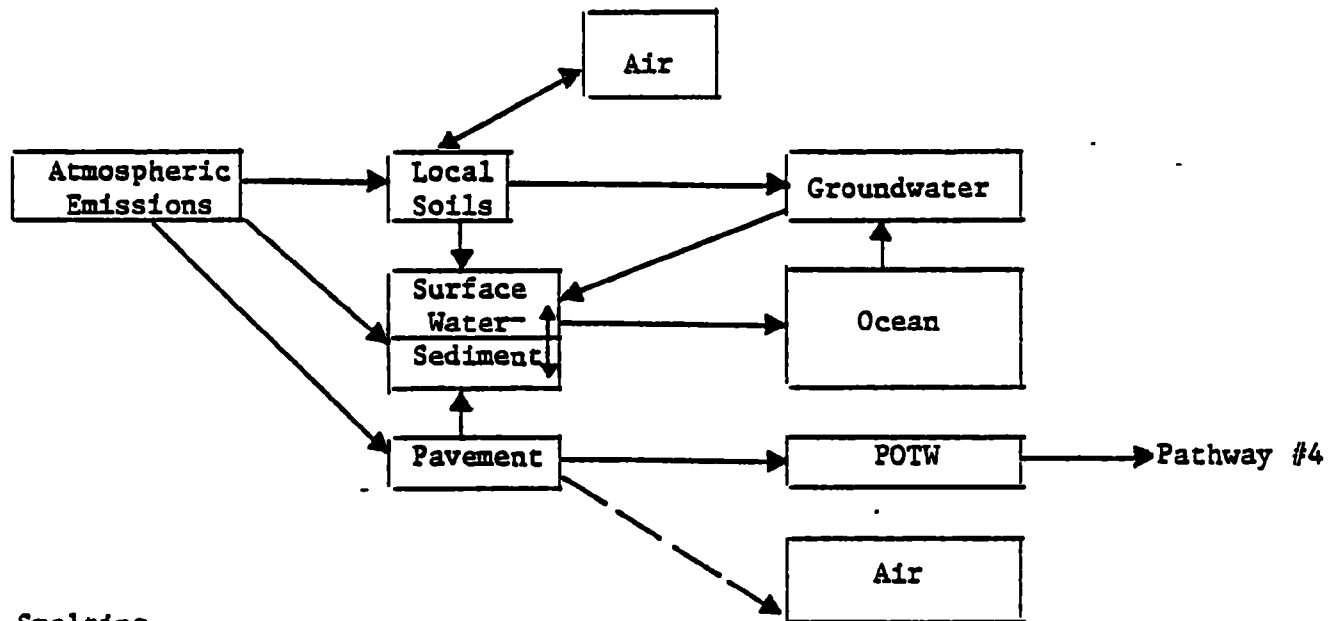 Air
Atmospheric
Emissions
Local
Soils
Groundwater
Surface
Water
Sediment
Ocean
Pavement
POTW
Pathway #4
Air